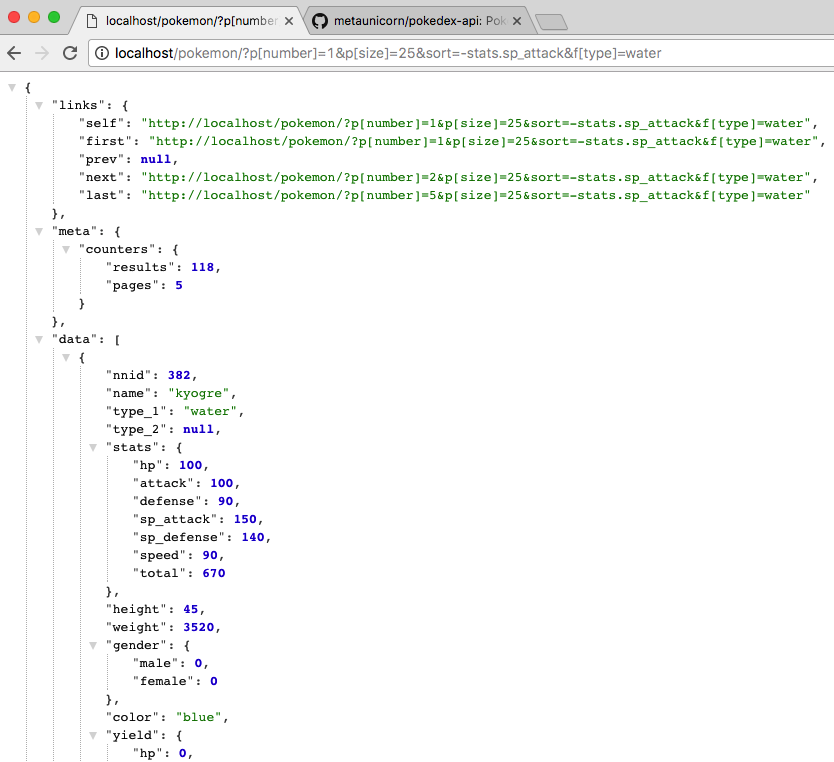 localhost/pokemon/?p[number
metaunicorn/pokedex-api: Pok
localhost/pokemon/?p[number]=1&p[size]=25&sort=-stats.sp_attack&f[type]=water
{
"links": {
"self": "http://localhost/pokemon/?p[number]=1&p[size]=25&sort=-stats.sp_attack&f[type]=water",
"first": "http://localhost/pokemon/?p[number]=1&p[size]=25&sort=-stats.sp_attack&f[type]=water",
"prev": null,
"next": "http://localhost/pokemon/?p[number]=2&p[size]=25&sort=-stats.sp_attack&f[type]=water",
"last": "http://localhost/pokemon/?p[number]=5&p[size]=25&sort=-stats.sp_attack&f[type]=water"
},
"meta": {
"counters": {
"results": 118,
"pages": 5
}
},
"data": [
{
"nnid": 382,
"name": "kyogre",
"type_1": "water",
"type_2": null,
"stats": {
"hp": 100,
"attack": 100,
"defense": 90,
"sp_attack": 150,
"sp_defense": 140,
"speed": 90,
"total": 670
},
"height": 45,
"weight": 3520,
"gender": {
"male": 0,
"female": 0
},
"color": "blue",
"yield": {
"hp": 0,